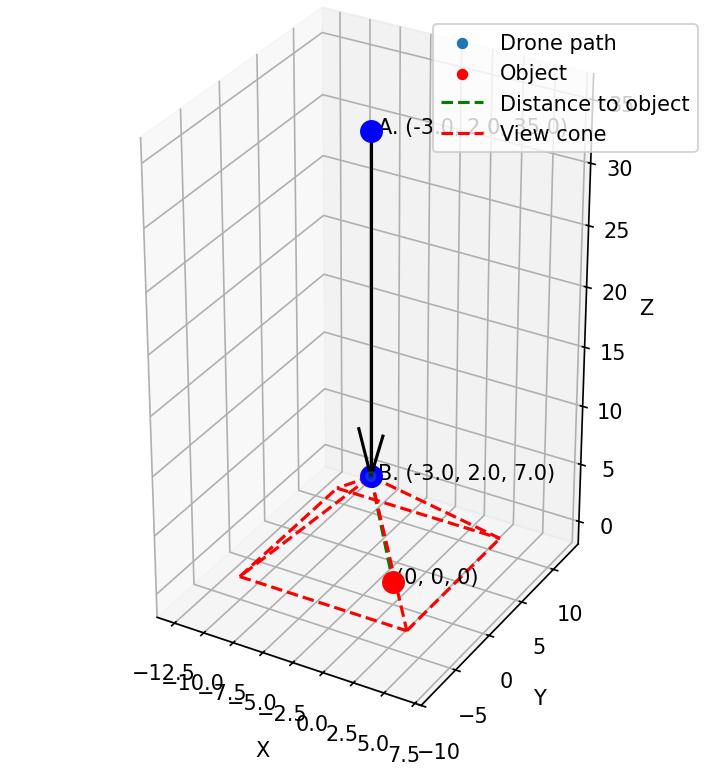 Drone path
Object
Distance to object
View cone
A. (-3.0, 2.0, 35.0)
35
30
25
20
Z
15
10
5
0
B. (-3.0, 2.0, 7.0)
(0, 0, 0)
10
5
0
−5
−10
Y
−12.5
−10.0
−7.5
−5.0
−2.5
0.0
2.5
5.0
7.5
X